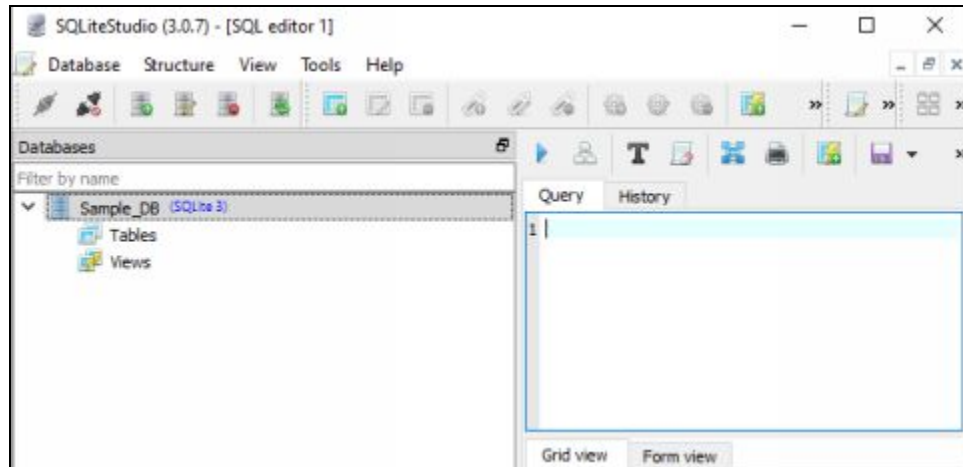 SQLiteStudio (3.0.7) - [SQL editor 1]
Database Structure View Tools Help
Databases
Filter by name
Sample_DB (SQLite 3)
Tables
Views
T
Query History
1
Grid view Form view